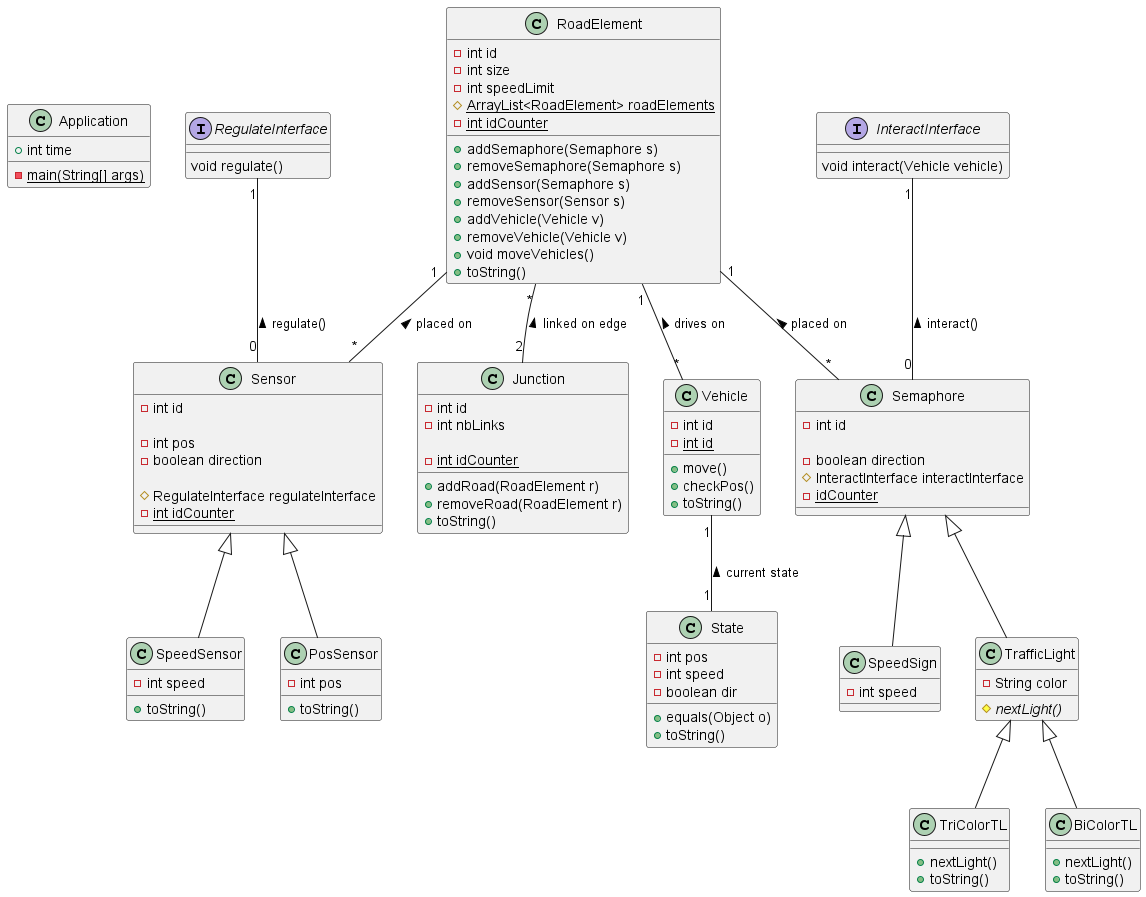 C RoadElement
int id
int size
int speedLimit
ArrayList<RoadElement> roadElements
int idCounter
addSemaphore(Semaphore s)
removeSemaphore(Semaphore s)
addSensor(Semaphore s)
removeSensor(Sensor s)
addVehicle(Vehicle v)
removeVehicle(Vehicle v)
void moveVehicles()
toString()
C Application
int time
main(String[] args)
I RegulateInterface
void regulate()
I InteractInterface
void interact(Vehicle vehicle)
1
regulate()
0
1
placed on
*
*
linked on edge
2
1
drives on
*
1
placed on
*
1
interact()
0
C Sensor
int id
int pos
boolean direction
RegulateInterface regulateInterface
int idCounter
C Junction
int id
int nbLinks
int idCounter
addRoad(RoadElement r)
removeRoad(RoadElement r)
toString()
C Vehicle
int id
int id
move()
checkPos()
toString()
C Semaphore
int id
boolean direction
InteractInterface interactInterface
idCounter
1
current state
1
C SpeedSensor
int speed
toString()
C PosSensor
int pos
toString()
C State
int pos
int speed
boolean dir
equals(Object o)
toString()
C SpeedSign
int speed
C TrafficLight
String color
nextLight()
C TriColorTL
nextLight()
toString()
C BiColorTL
nextLight()
toString()